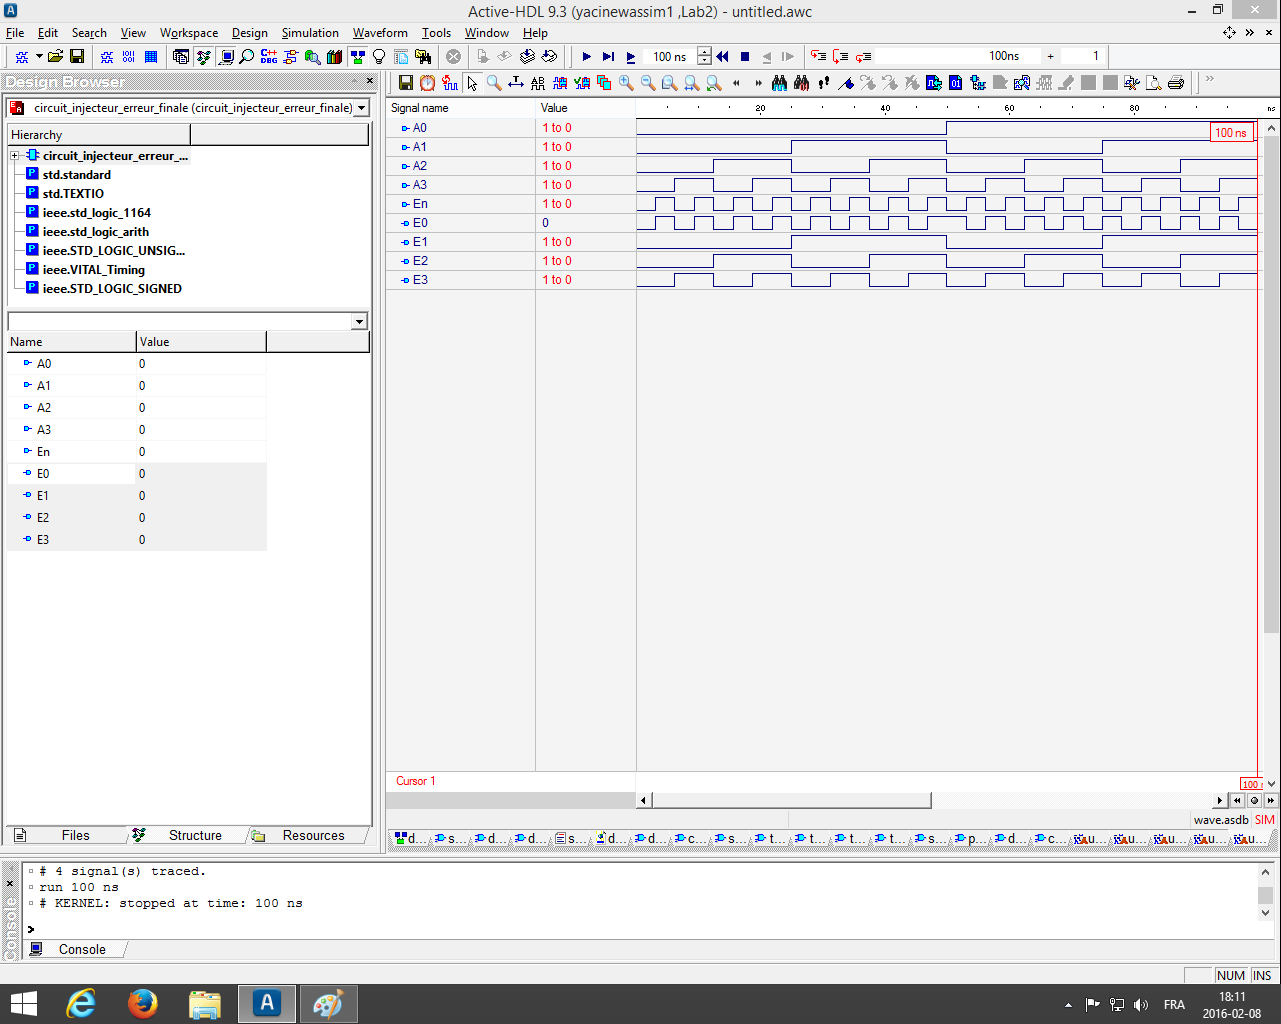 Active-HDL 9.3 (yacinewassim1 ,Lab2) - untitled.awc
File Edit Search View Workspace Design Simulation Waveform Tools Window Help
100 ns
100ns + 1
Design Browser
circuit_injecteur_erreur_finale (circuit_injecteur_erreur_finale)
Hierarchy
circuit_injecteur_erreur_...
std.standard
std.TEXTIO
ieee.std_logic_1164
ieee.std_logic_arith
ieee.STD_LOGIC_UNSIG...
ieee.VITAL_Timing
ieee.STD_LOGIC_SIGNED
Name Value
A0 0
A1 0
A2 0
A3 0
En 0
E0 0
E1 0
E2 0
E3 0
Files Structure Resources
Signal name Value 20 40 60 80 ns
A0 1 to 0
100 ns
A1 1 to 0
A2 1 to 0
A3 1 to 0
En 1 to 0
E0 0
E1 1 to 0
E2 1 to 0
E3 1 to 0
Cursor 1
100
wave.asdb SIM
d... s... d... d... s... d... d... c... s... t... t... t... t... s... p... d... c... u... u... u... u... u...
# 4 signal(s) traced.
run 100 ns
# KERNEL: stopped at time: 100 ns
>
console
Console
NUM INS
FRA
18:11
2016-02-08